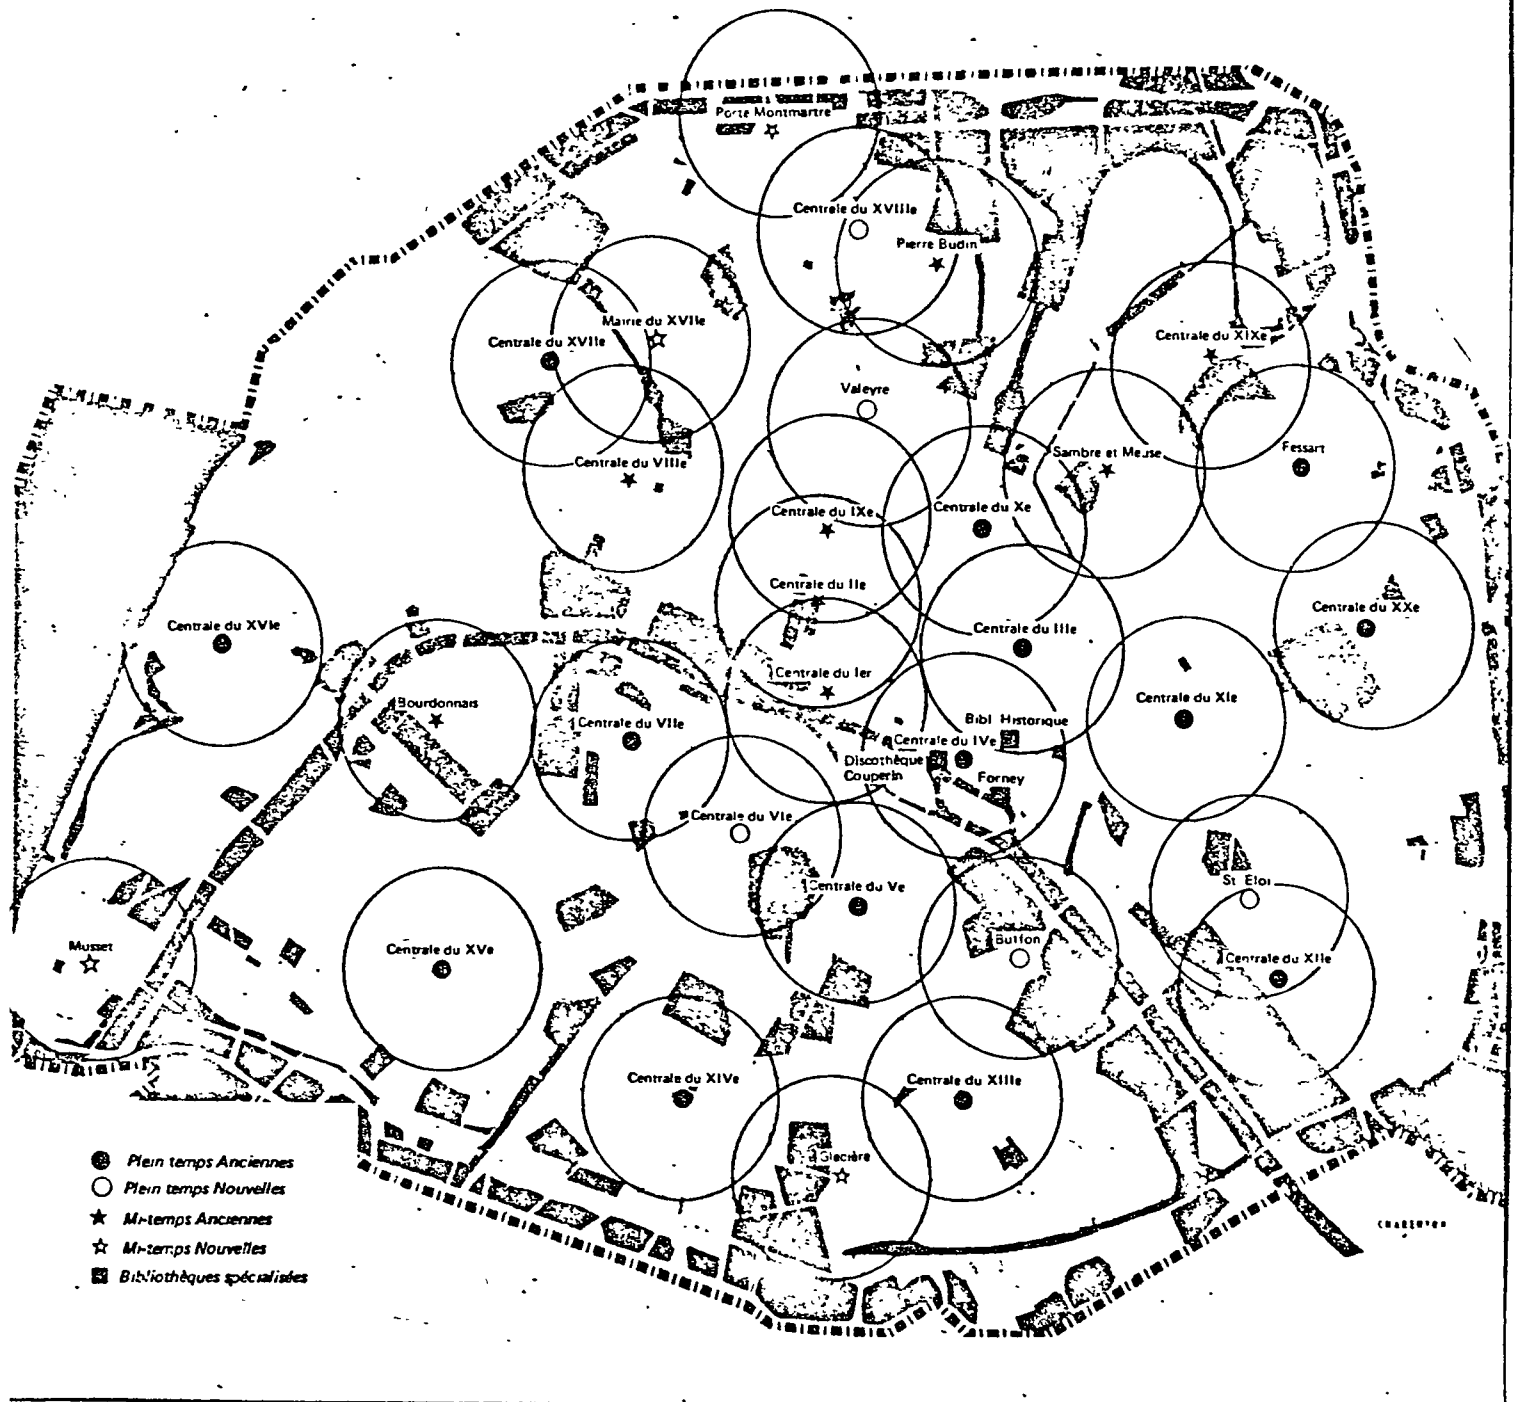 Porte Montmartre
Centrale du XVIIIe
Pierre Budin
Mairie du XVIIe
Centrale du XVIIe
Centrale du XIXe
Valeyre
Centrale du VIIIe
Sambre et Meuse
Fessart
Centrale du IXe
Centrale du Xe
Centrale du IIe
Centrale du XXe
Centrale du XVIe
Centrale du IIIe
Centrale du Ier
Bourdonnais
Centrale du VIIe
Centrale du XIe
Bibl Historique
Centrale du IVe
Discothèque
Couperin
Forney
Centrale du VIe
Centrale du Ve
St Eloi
Musset
Centrale du XVe
Buffon
Centrale du XIIe
Centrale du XIVe
Centrale du XIIIe
Glacière
Plein temps Anciennes
Plein temps Nouvelles
Mi-temps Anciennes
Mi-temps Nouvelles
Bibliothèques spécialisées
CHARENTON